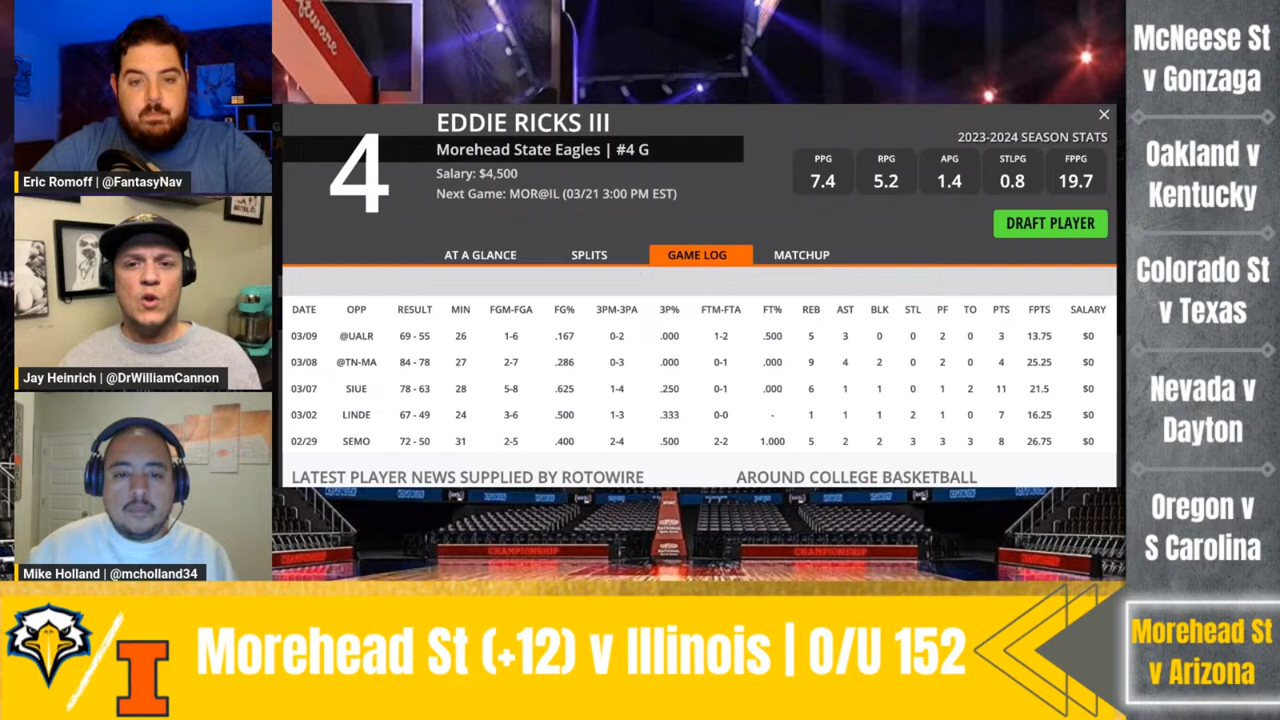 Eric Romoff | @FantasyNav
Jay Heinrich | @DrWilliamCannon
Mike Holland | @mcholland34
4
EDDIE RICKS III
Morehead State Eagles | #4 G
Salary: $4,500
Next Game: MOR@IL (03/21 3:00 PM EST)
2023-2024 SEASON STATS
PPG RPG APG STLPG FPPG
7.4 5.2 1.4 0.8 19.7
DRAFT PLAYER
AT A GLANCE SPLITS GAME LOG MATCHUP
DATE OPP RESULT MIN FGM-FGA FG% 3PM-3PA 3P% FTM-FTA FT% REB AST BLK STL PF TO PTS FPTS SALARY
03/09 @UALR 69 - 55 26 1-6 .167 0-2 .000 1-2 .500 5 3 0 0 2 0 3 13.75 $0
03/08 @TN-MA 84 - 78 27 2-7 .286 0-3 .000 0-1 .000 9 4 2 0 2 0 4 25.25 $0
03/07 SIUE 78 - 63 28 5-8 .625 1-4 .250 0-1 .000 6 1 1 0 1 2 11 21.5 $0
03/02 LINDE 67 - 49 24 3-6 .500 1-3 .333 0-0 - 1 1 1 2 1 0 7 16.25 $0
02/29 SEMO 72 - 50 31 2-5 .400 2-4 .500 2-2 1.000 5 2 2 3 3 3 8 26.75 $0
LATEST PLAYER NEWS SUPPLIED BY ROTOWIRE AROUND COLLEGE BASKETBALL
CHAMPIONSHIP
CHAMPIONSHIP
Morehead St (+12) v Illinois | O/U 152
McNeese St
v Gonzaga
Oakland v
Kentucky
Colorado St
v Texas
Nevada v
Dayton
Oregon v
S Carolina
Morehead St
v Arizona